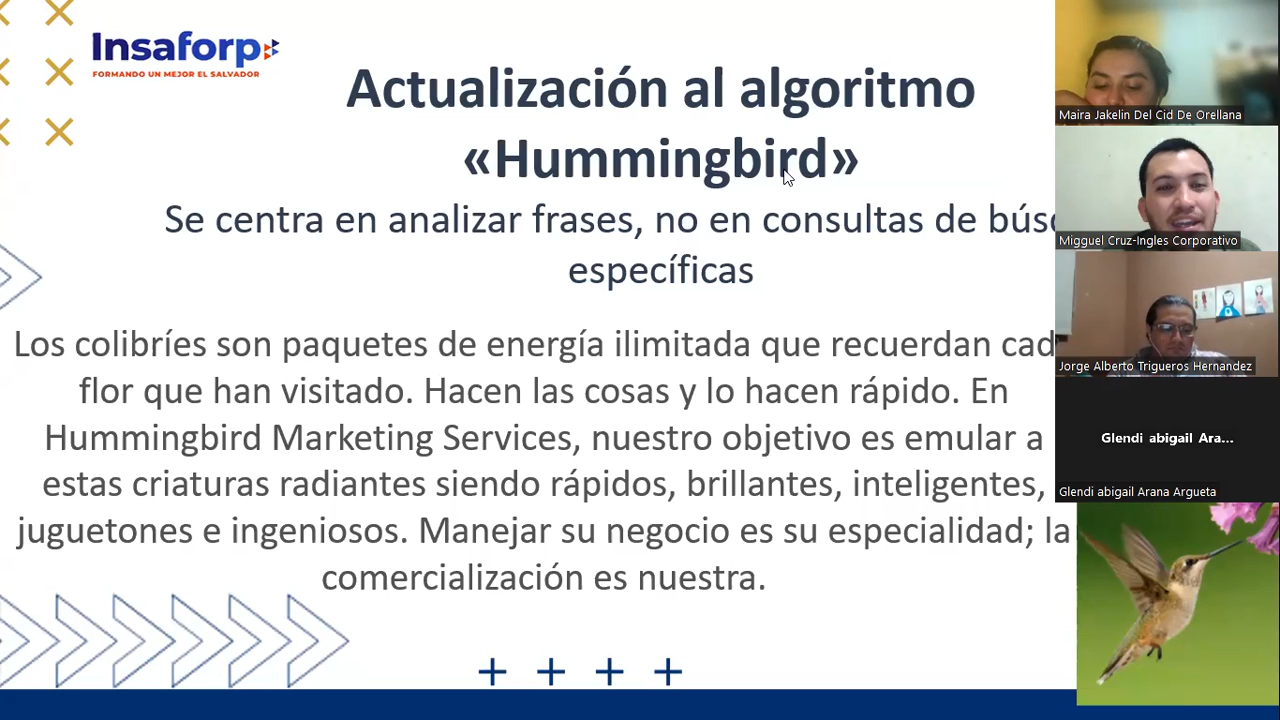 Insaforp
FORMANDO UN MEJOR EL SALVADOR
Actualización al algoritmo
«Hummingbird»
Se centra en analizar frases, no en consultas de búsc
específicas
Los colibríes son paquetes de energía ilimitada que recuerdan cad
flor que han visitado. Hacen las cosas y lo hacen rápido. En
Hummingbird Marketing Services, nuestro objetivo es emular a
estas criaturas radiantes siendo rápidos, brillantes, inteligentes,
juguetones e ingeniosos. Manejar su negocio es su especialidad; la
comercialización es nuestra.
Maira Jakelin Del Cid De Orellana
Migguel Cruz-Ingles Corporativo
Jorge Alberto Trigueros Hernandez
Glendi abigail Ara...
Glendi abigail Arana Argueta